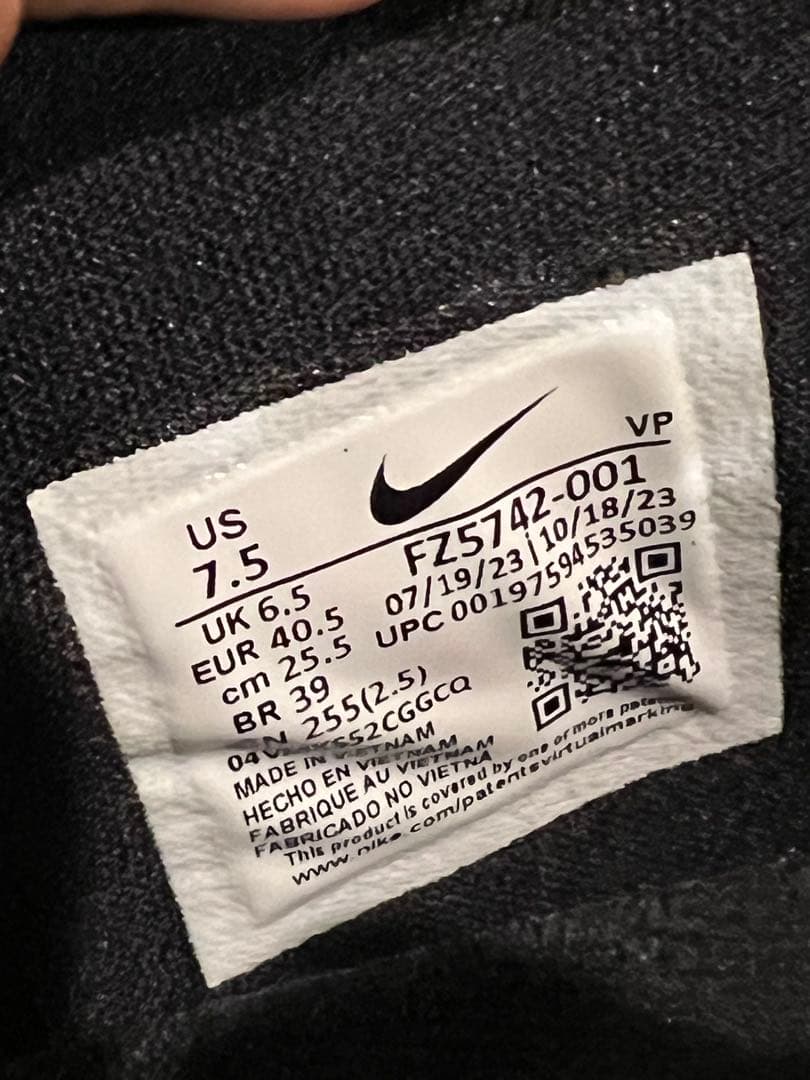 VP
US
7.5
FZ5742-001
UK 6.5
07/19/23 | 10/18/23
EUR 40.5
UPC 00197594535039
cm 25.5
BR 39
255(2.5)
MADE IN VIETNAM
HECHO EN VIETNAM
FABRIQUE AU VIETNAM
FABRICADO NO VIETNA
This product is covered by one or more
www.nike.com/patentsvirtualmarking